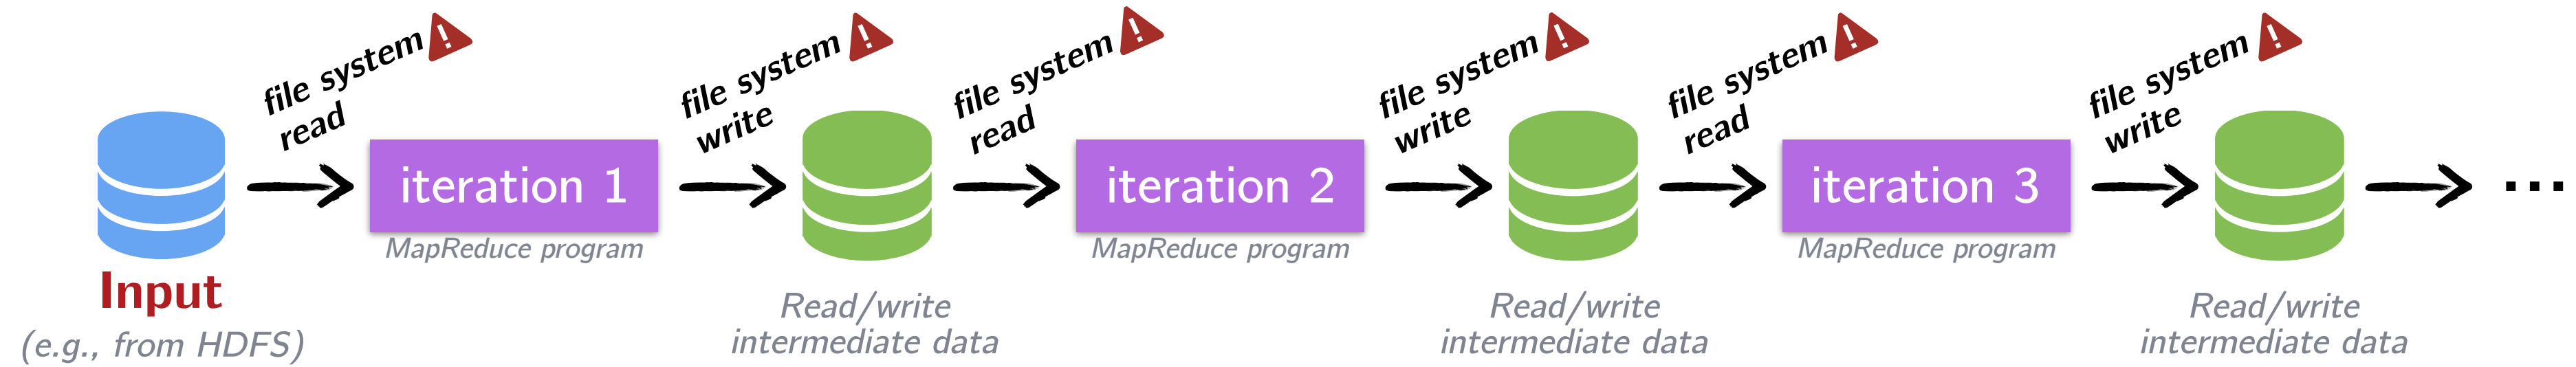 file system
read
file system
write
file system
read
file system
write
file system
read
file system
write
iteration 1
iteration 2
iteration 3
...
MapReduce program
MapReduce program
MapReduce program
Input
(e.g., from HDFS)
Read/write
intermediate data
Read/write
intermediate data
Read/write
intermediate data